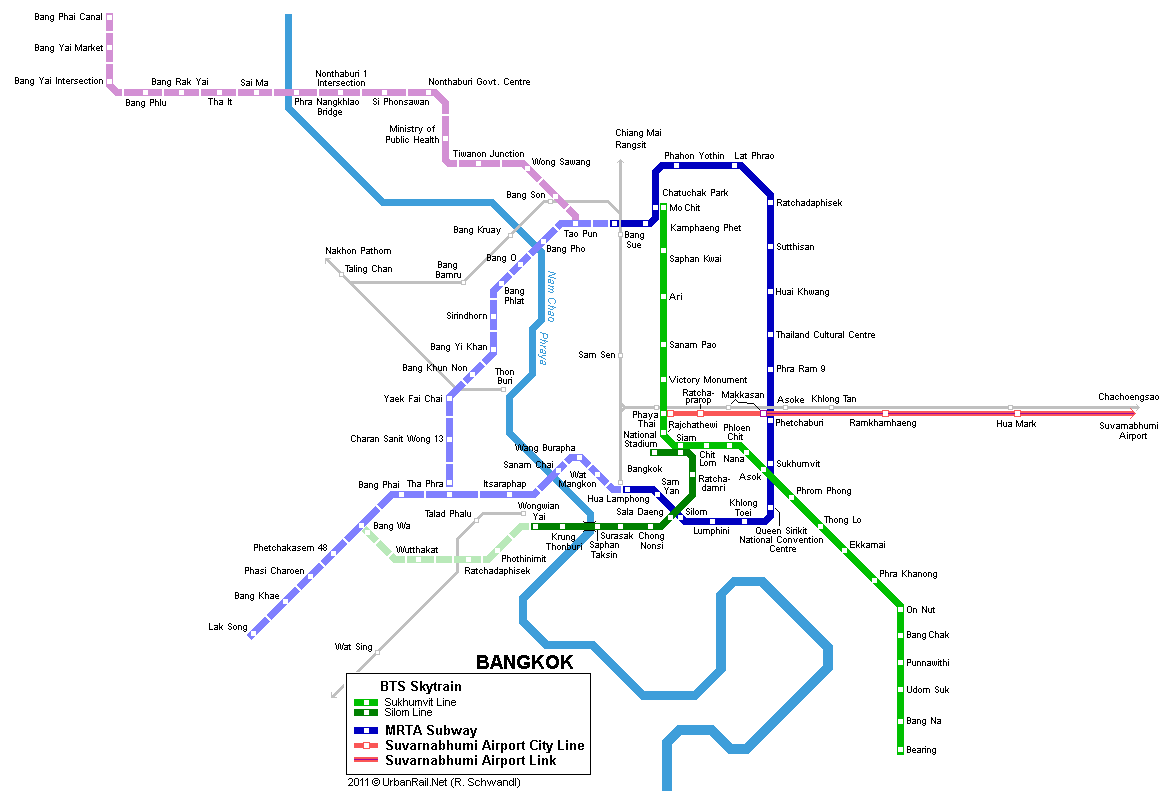 Bang Phai Canal
Bang Yai Market
Bang Yai Intersection
Bang Phlu
Bang Rak Yai
Tha It
Sai Ma
Phra Nangkhlao
Bridge
Nonthaburi 1
Intersection
Si Phonsawan
Nonthaburi Govt. Centre
Ministry of
Public Health
Tiwanon Junction
Wong Sawang
Bang Son
Tao Pun
Chiang Mai
Rangsit
Phahon Yothin
Lat Phrao
Chatuchak Park
Mo Chit
Kamphaeng Phet
Bang
Sue
Ratchadaphisek
Saphan Kwai
Sutthisan
Bang Kruay
Bang Pho
Nakhon Pathom
Taling Chan
Bang
Bamru
Bang O
Bang
Phlat
Nam Chao Phraya
Ari
Huai Khwang
Sirindhorn
Sanam Pao
Thailand Cultural Centre
Bang Yi Khan
Sam Sen
Bang Khun Non
Thon
Buri
Victory Monument
Phra Ram 9
Yaek Fai Chai
Ratcha-
prarop
Makkasan
Asoke
Khlong Tan
Chachoengsao
Phaya
Thai
Rajchathewi
Phetchaburi
Ramkhamhaeng
Hua Mark
Suvarnabhumi
Airport
Charan Sanit Wong 13
National
Stadium
Siam
Phloen
Chit
Wang Burapha
Sanam Chai
Wat
Mangkon
Bangkok
Chit
Lom
Nana
Sukhumvit
Asok
Bang Phai
Tha Phra
Itsaraphap
Hua Lamphong
Sam
Yan
Ratcha-
damri
Phrom Phong
Talad Phalu
Wongwian
Yai
Sala Daeng
Silom
Khlong
Toei
Bang Wa
Krung
Thonburi
Saphan
Taksin
Surasak
Chong
Nonsi
Lumphini
Queen Sirikit
National Convention
Centre
Thong Lo
Ekkamai
Phetchakasem 48
Wutthakat
Phothinimit
Ratchadaphisek
Phasi Charoen
Phra Khanong
Bang Khae
On Nut
Lak Song
Bang Chak
Wat Sing
Punnawithi
Udom Suk
Bang Na
Bearing
BANGKOK
BTS Skytrain
Sukhumvit Line
Silom Line
MRTA Subway
Suvarnabhumi Airport City Line
Suvarnabhumi Airport Link
2011 © UrbanRail.Net (R. Schwandl)